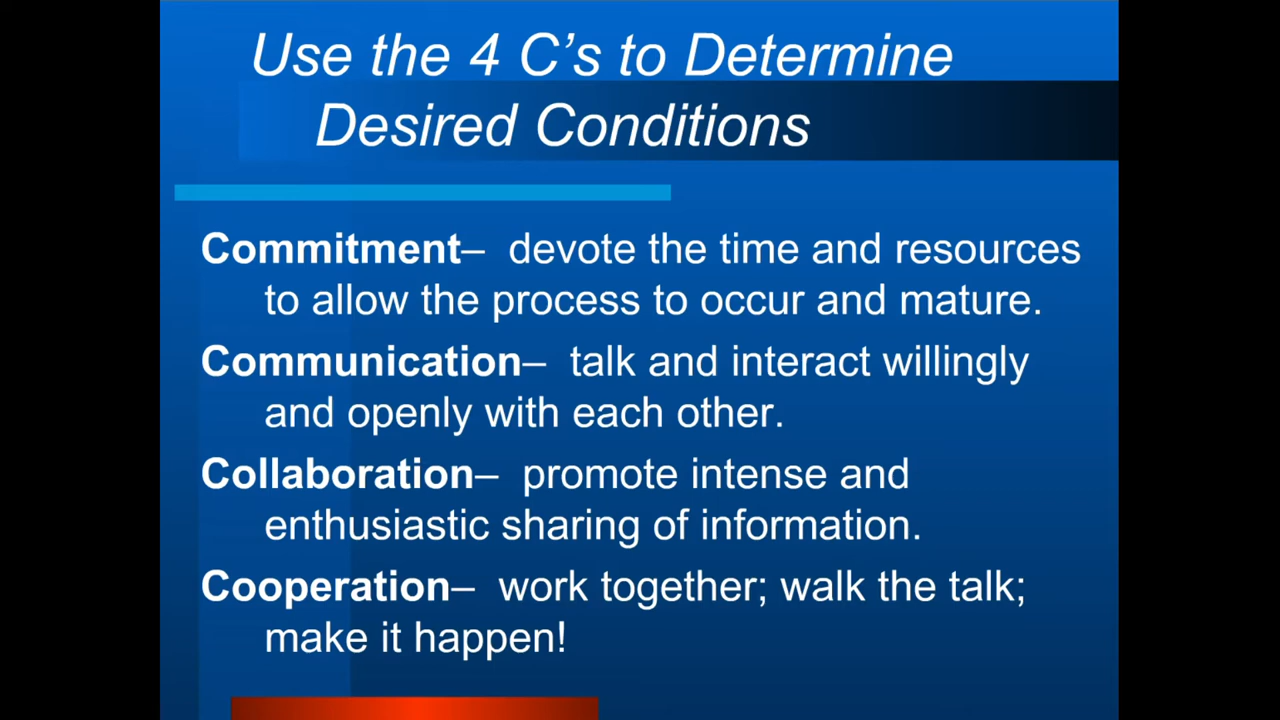 Use the 4 C’s to Determine
Desired Conditions
Commitment– devote the time and resources
to allow the process to occur and mature.
Communication– talk and interact willingly
and openly with each other.
Collaboration– promote intense and
enthusiastic sharing of information.
Cooperation– work together; walk the talk;
make it happen!